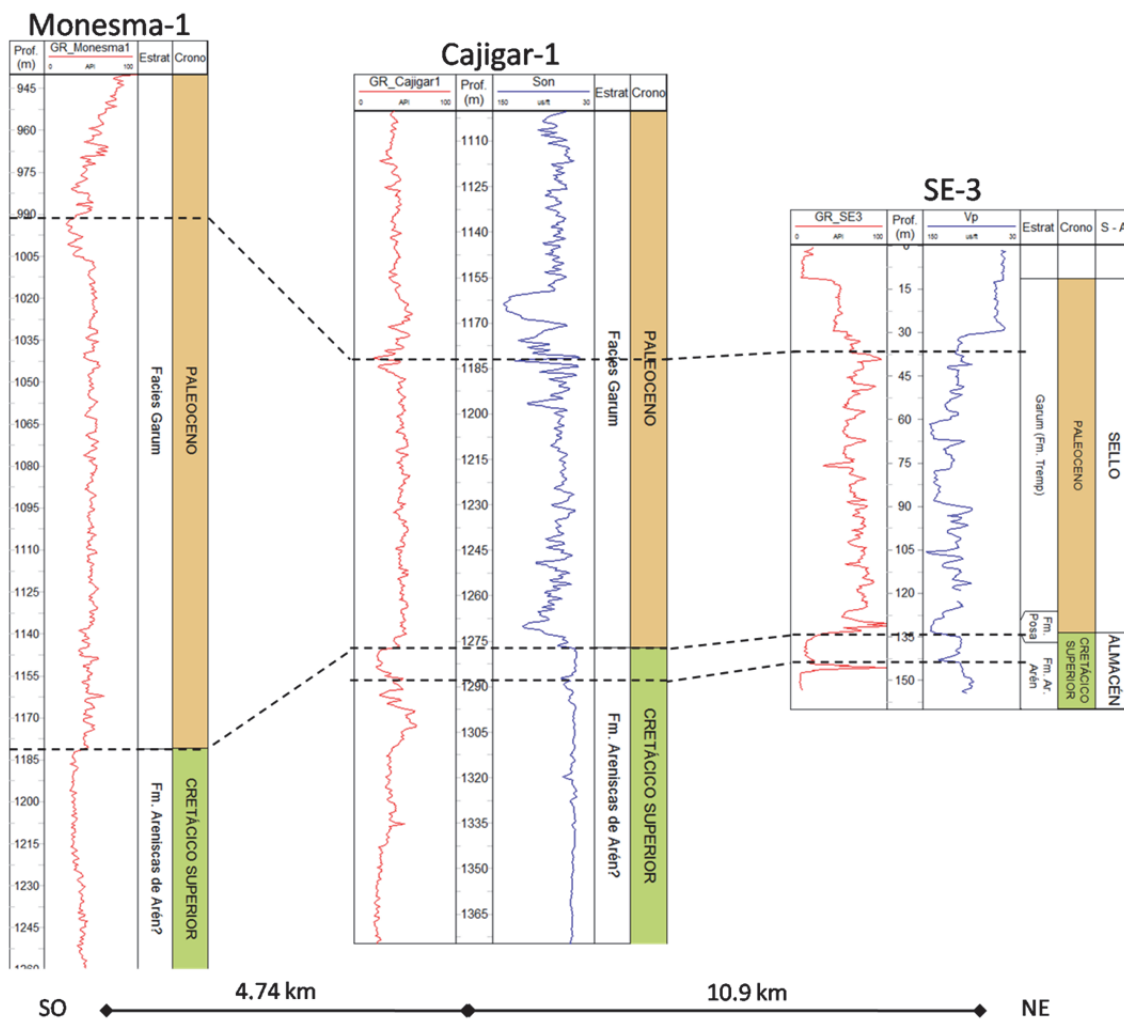 Monesma-1
Prof.
(m)
GR_Monesma1
0 API 100
Estrat
Crono
945
960
975
990
1005
1020
1035
1050
1065
1080
1095
1110
1125
1140
1155
1170
1185
1200
1215
1230
1245
1260
Facies Garum
Fm. Areniscas de Arén?
PALEOCENO
CRETÁCICO SUPERIOR
Cajigar-1
GR_Cajigar1
0 API 100
Prof.
(m)
Son
150 us/ft 30
Estrat
Crono
1110
1125
1140
1155
1170
1185
1200
1215
1230
1245
1260
1275
1290
1305
1320
1335
1350
1365
Facies Garum
Fm. Areniscas de Arén?
PALEOCENO
CRETÁCICO SUPERIOR
SE-3
GR_SE3
0 API 100
Prof.
(m)
Vp
150 us/ft 30
Estrat
Crono
S - A
0
15
30
45
60
75
90
105
120
135
150
Garum (Fm. Tremp)
Fm.
Posa
Fm. Ar.
Arén
PALEOCENO
CRETÁCICO
SUPERIOR
SELLO
ALMACÉN
SO
4.74 km
10.9 km
NE